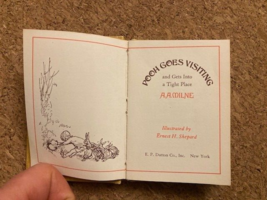 POOH GOES VISITING
and Gets Into
a Tight Place
A.A.MILNE
Illustrated by
Ernest H. Shepard
E. P. Dutton & Co., Inc. New York